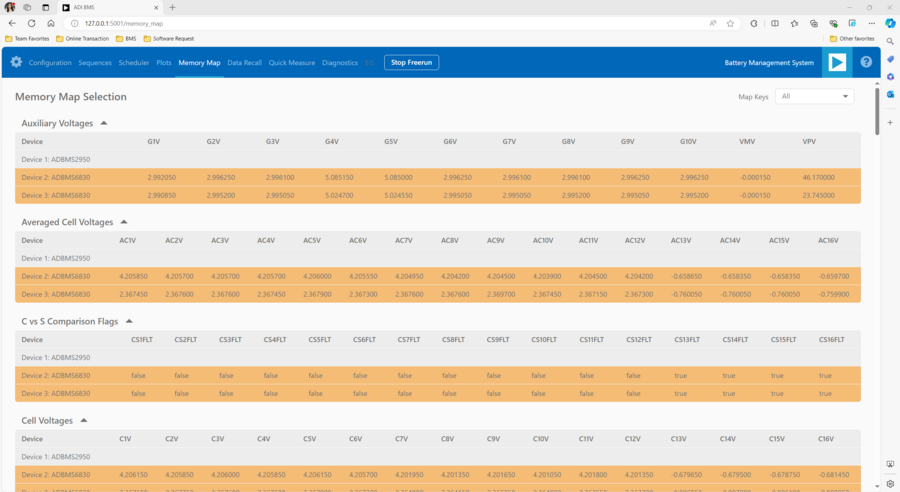 ADI BMS
127.0.0.1:5001/memory_map
Team Favorites Online Transaction BMS Software Request Other favorites
Configuration Sequences Scheduler Plots Memory Map Data Recall Quick Measure Diagnostics Stop Freerun Battery Management System
Memory Map Selection
Map Keys All
Auxiliary Voltages
Device G1V G2V G3V G4V G5V G6V G7V G8V G9V G10V VMV VPV
Device 1: ADBMS2950
Device 2: ADBMS6830 2.992050 2.996250 2.996100 5.085150 5.085000 2.996250 2.996100 2.996100 2.996250 2.996250 -0.000150 46.170000
Device 3: ADBMS6830 2.990850 2.995200 2.995050 5.024700 5.024550 2.995050 2.995050 2.995200 2.995050 2.995200 -0.000150 23.745000
Averaged Cell Voltages
Device AC1V AC2V AC3V AC4V AC5V AC6V AC7V AC8V AC9V AC10V AC11V AC12V AC13V AC14V AC15V AC16V
Device 1: ADBMS2950
Device 2: ADBMS6830 4.205850 4.205700 4.205700 4.205700 4.206000 4.205550 4.204950 4.204200 4.204500 4.203900 4.204500 4.204200 -0.658650 -0.658350 -0.658350 -0.659700
Device 3: ADBMS6830 2.367450 2.367600 2.367600 2.367450 2.367900 2.367300 2.367600 2.367600 2.369700 2.367450 2.367150 2.367300 -0.760050 -0.760050 -0.760050 -0.759900
C vs S Comparison Flags
Device CS1FLT CS2FLT CS3FLT CS4FLT CS5FLT CS6FLT CS7FLT CS8FLT CS9FLT CS10FLT CS11FLT CS12FLT CS13FLT CS14FLT CS15FLT CS16FLT
Device 1: ADBMS2950
Device 2: ADBMS6830 false false false false false false false false false false false false true true true true
Device 3: ADBMS6830 false false false false false false false false false false false false true true true true
Cell Voltages
Device C1V C2V C3V C4V C5V C6V C7V C8V C9V C10V C11V C12V C13V C14V C15V C16V
Device 1: ADBMS2950
Device 2: ADBMS6830 4.206150 4.205850 4.206000 4.205850 4.206150 4.205700 4.201950 4.201350 4.201650 4.201050 4.201800 4.201350 -0.679650 -0.679500 -0.678750 -0.681450